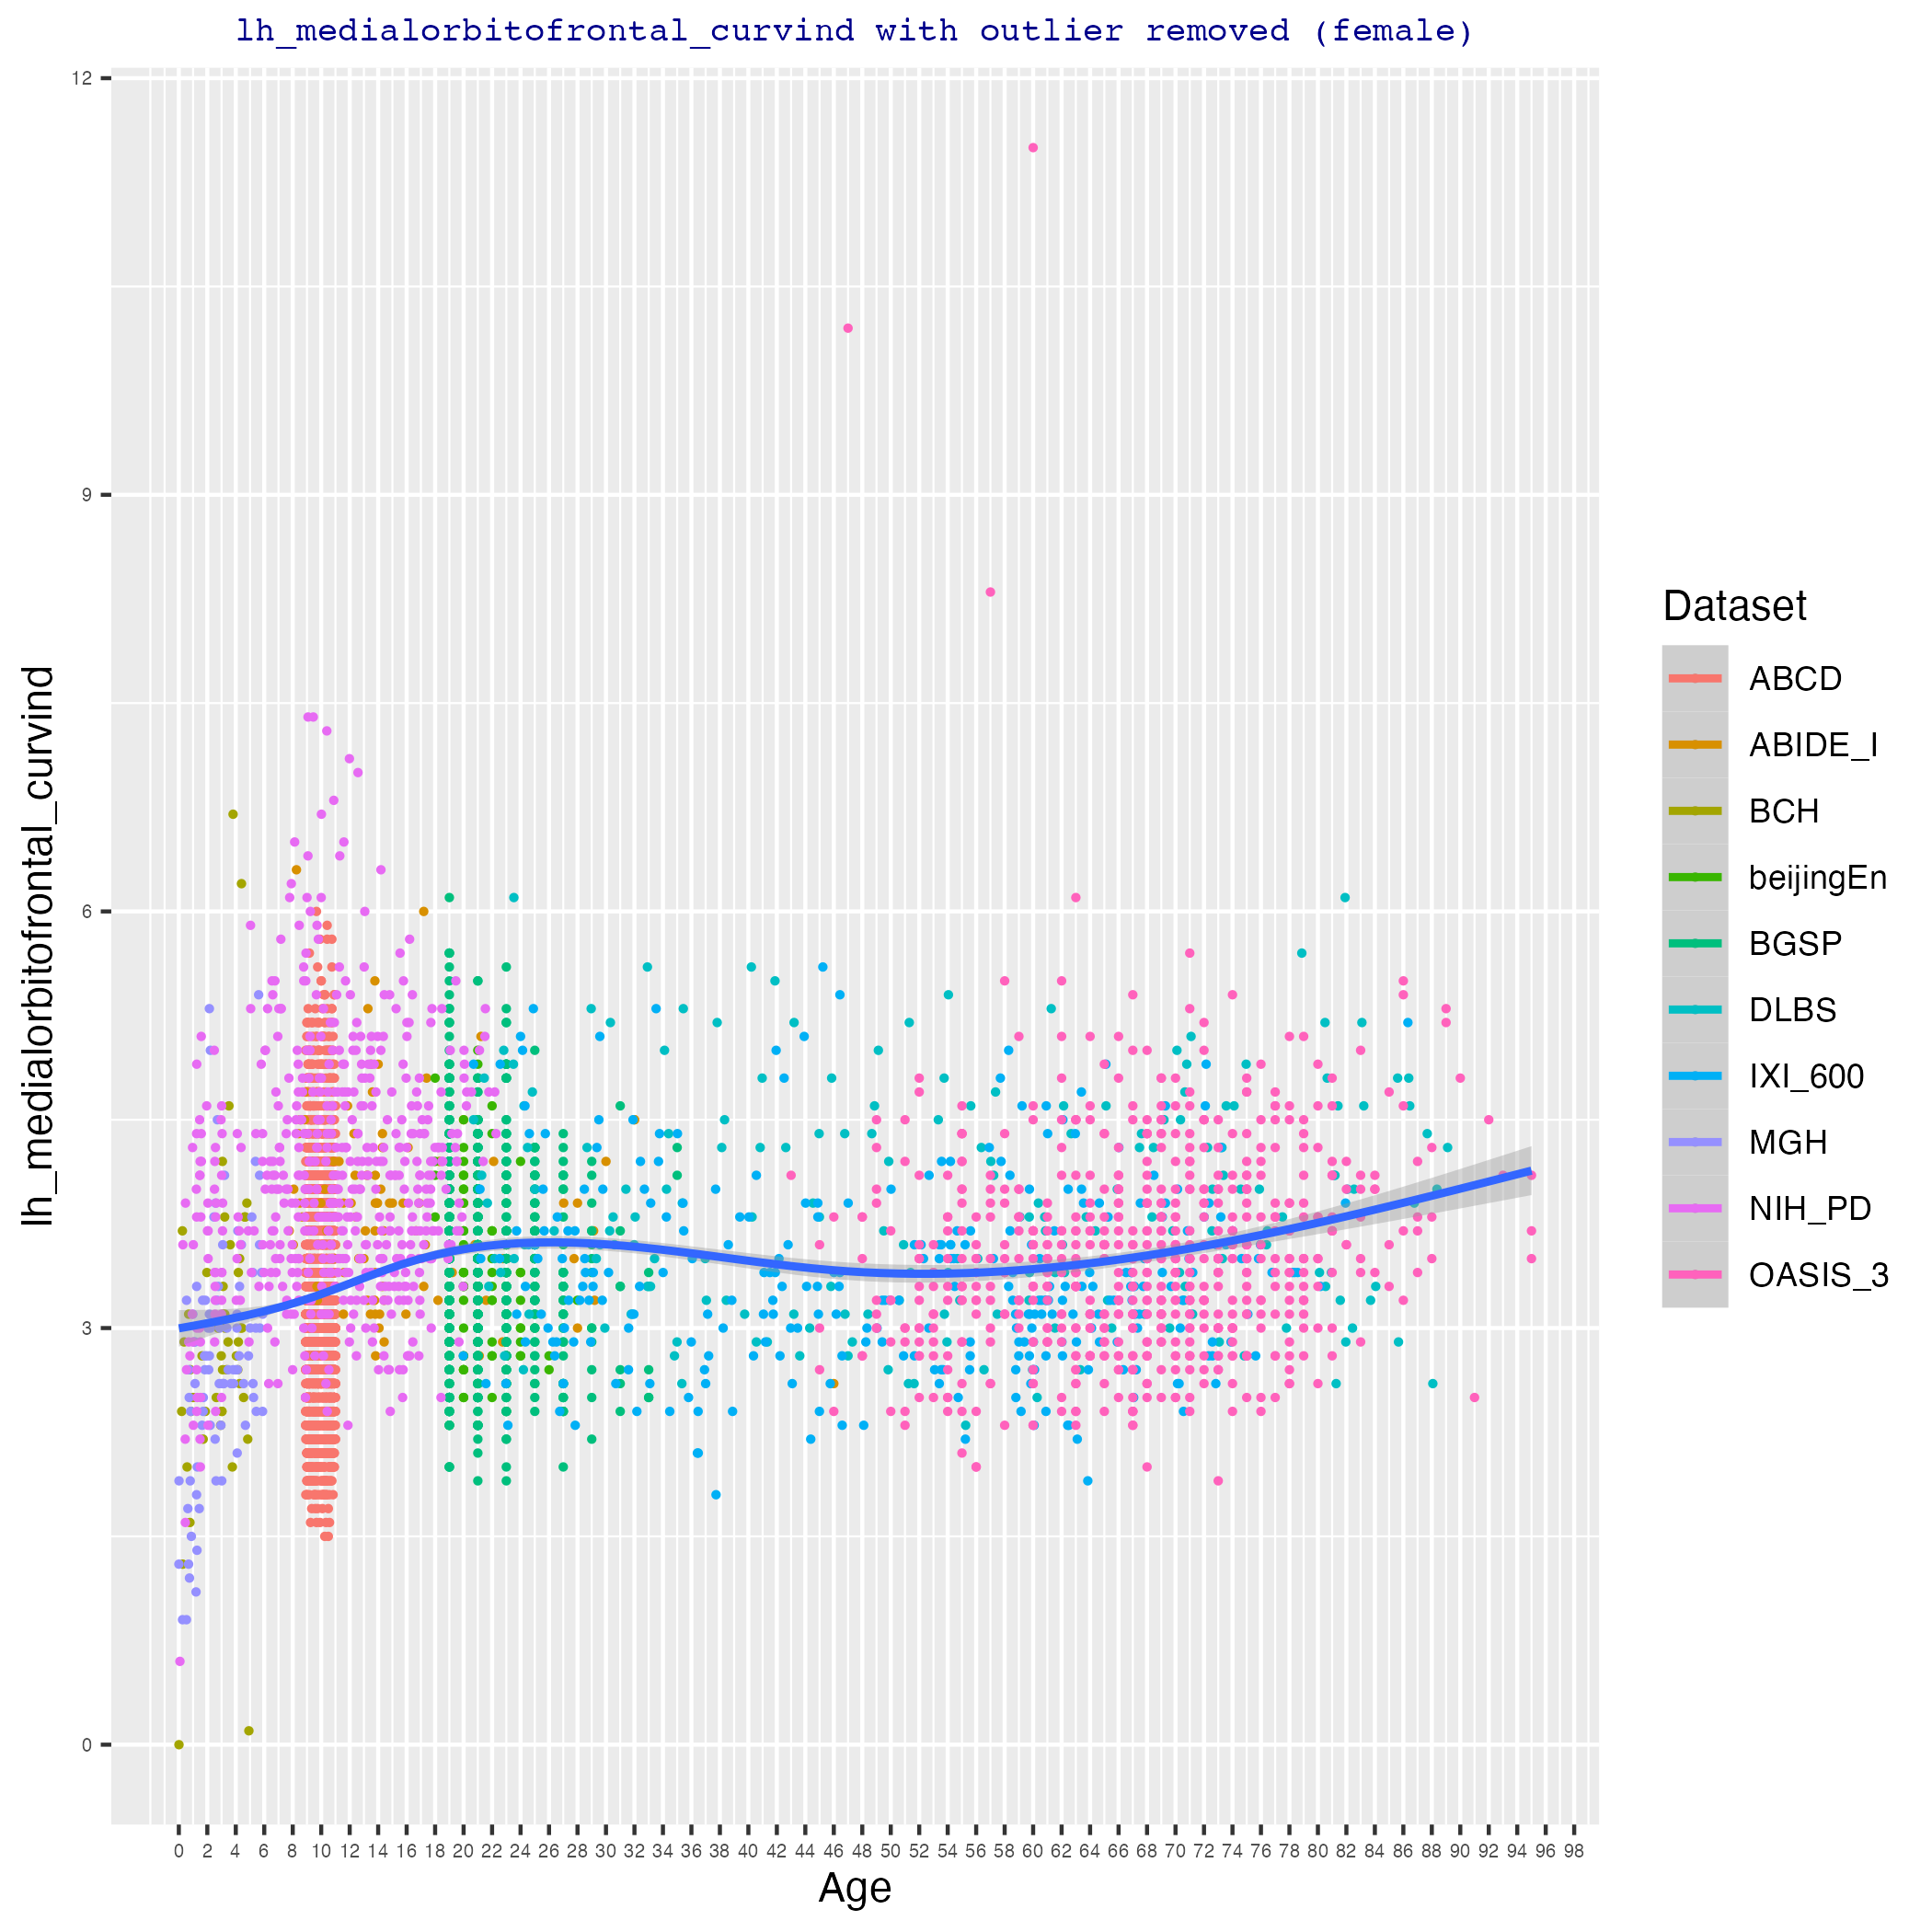 lh_medialorbitofrontal_curvind with outlier removed (female)
12
9
6
3
0
lh_medialorbitofrontal_curvind
0 2 4 6 8 10 12 14 16 18 20 22 24 26 28 30 32 34 36 38 40 42 44 46 48 50 52 54 56 58 60 62 64 66 68 70 72 74 76 78 80 82 84 86 88 90 92 94 96 98
Age
Dataset
ABCD
ABIDE_I
BCH
beijingEn
BGSP
DLBS
IXI_600
MGH
NIH_PD
OASIS_3